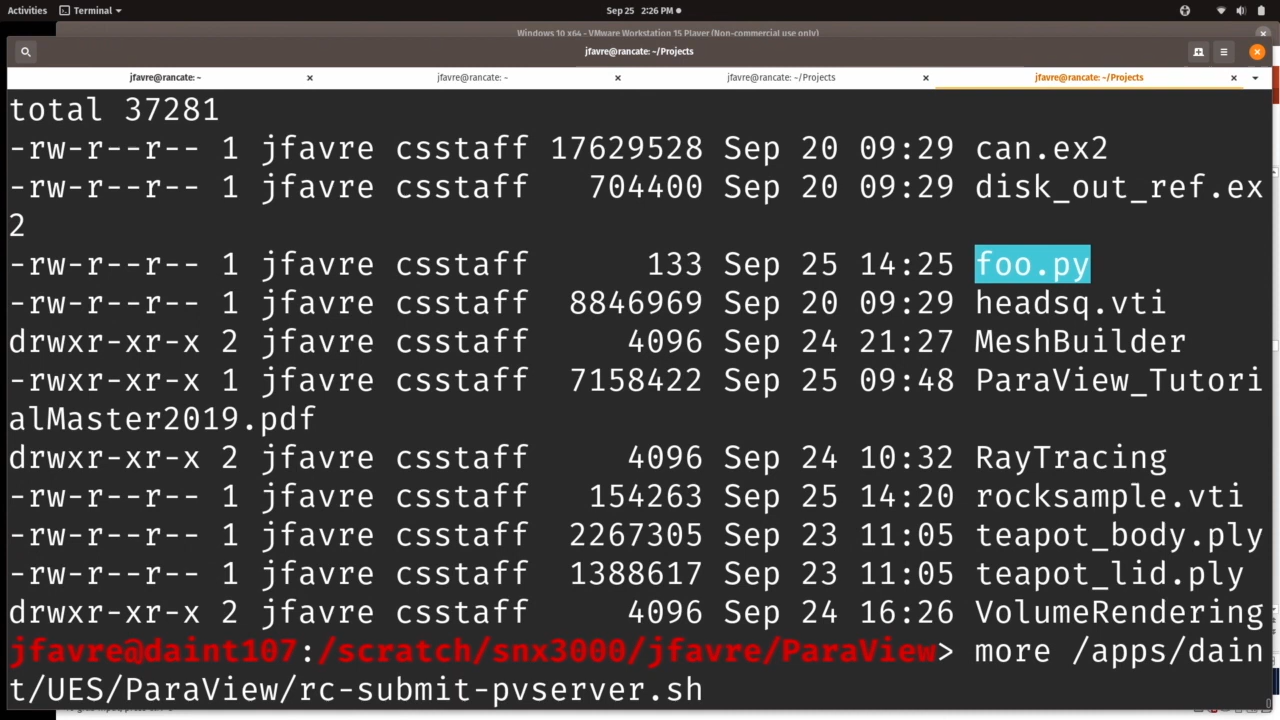 Activities Terminal Sep 25 2:26 PM
Windows 10 x64 - VMware Workstation 15 Player (Non-commercial use only)
jfavre@rancate: ~/Projects
jfavre@rancate: ~ jfavre@rancate: ~ jfavre@rancate: ~/Projects jfavre@rancate: ~/Projects
total 37281
-rw-r--r-- 1 jfavre csstaff 17629528 Sep 20 09:29 can.ex2
-rw-r--r-- 1 jfavre csstaff 704400 Sep 20 09:29 disk_out_ref.ex
2
-rw-r--r-- 1 jfavre csstaff 133 Sep 25 14:25 foo.py
-rw-r--r-- 1 jfavre csstaff 8846969 Sep 20 09:29 headsq.vti
drwxr-xr-x 2 jfavre csstaff 4096 Sep 24 21:27 MeshBuilder
-rwxr-xr-x 1 jfavre csstaff 7158422 Sep 25 09:48 ParaView_Tutori
alMaster2019.pdf
drwxr-xr-x 2 jfavre csstaff 4096 Sep 24 10:32 RayTracing
-rw-r--r-- 1 jfavre csstaff 154263 Sep 25 14:20 rocksample.vti
-rw-r--r-- 1 jfavre csstaff 2267305 Sep 23 11:05 teapot_body.ply
-rw-r--r-- 1 jfavre csstaff 1388617 Sep 23 11:05 teapot_lid.ply
drwxr-xr-x 2 jfavre csstaff 4096 Sep 24 16:26 VolumeRendering
jfavre@daint107:/scratch/snx3000/jfavre/ParaView> more /apps/dain
t/UES/ParaView/rc-submit-pvserver.sh